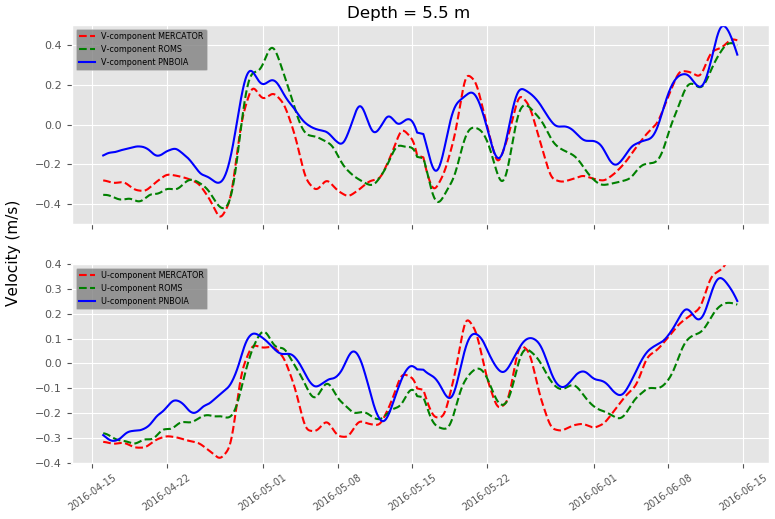 Depth = 5.5 m
V-component MERCATOR
V-component ROMS
V-component PNBOIA
0.4
0.2
0.0
−0.2
−0.4
Velocity (m/s)
U-component MERCATOR
U-component ROMS
U-component PNBOIA
0.4
0.3
0.2
0.1
0.0
−0.1
−0.2
−0.3
−0.4
2016-04-15
2016-04-22
2016-05-01
2016-05-08
2016-05-15
2016-05-22
2016-06-01
2016-06-08
2016-06-15